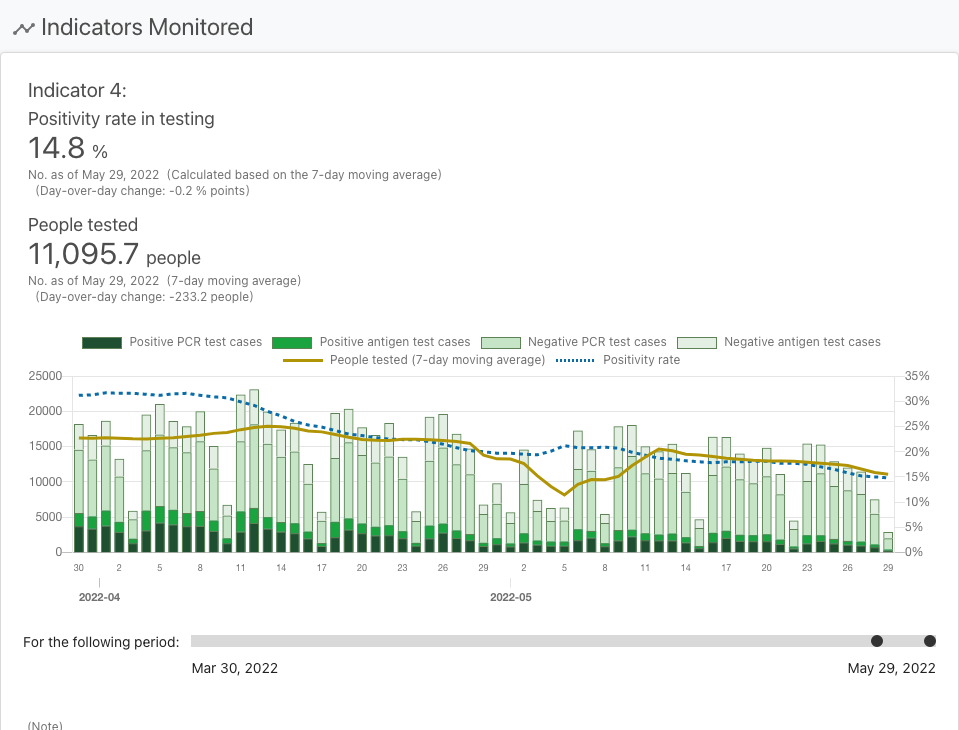 Indicators Monitored
Indicator 4:
Positivity rate in testing
14.8 %
No. as of May 29, 2022 (Calculated based on the 7-day moving average)
(Day-over-day change: -0.2 % points)
People tested
11,095.7 people
No. as of May 29, 2022 (7-day moving average)
(Day-over-day change: -233.2 people)
Positive PCR test cases Positive antigen test cases Negative PCR test cases Negative antigen test cases
People tested (7-day moving average) Positivity rate
25000 35%
30%
20000
25%
15000 20%
15%
10000
10%
5000
5%
0 0%
30 2 5 8 11 14 17 20 23 26 29 2 5 8 11 14 17 20 23 26 29
2022-04 2022-05
For the following period:
Mar 30, 2022 May 29, 2022
(Note)